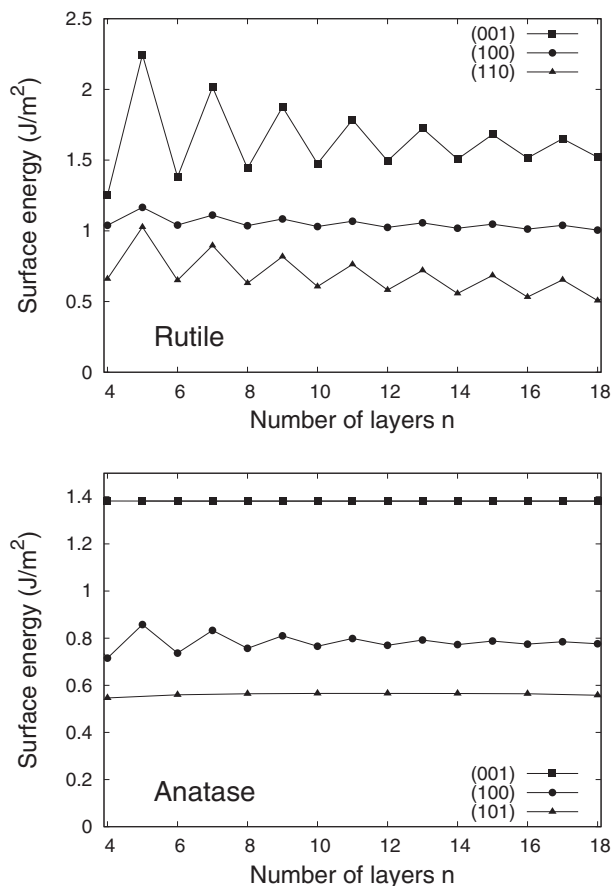 2.5
(001)
(100)
(110)
2
1.5
1
0.5
0
Surface energy (J/m²)
Rutile
4 6 8 10 12 14 16 18
Number of layers n
1.4
1.2
1
0.8
0.6
0.4
0.2
0
Surface energy (J/m²)
(001)
(100)
(101)
Anatase
4 6 8 10 12 14 16 18
Number of layers n